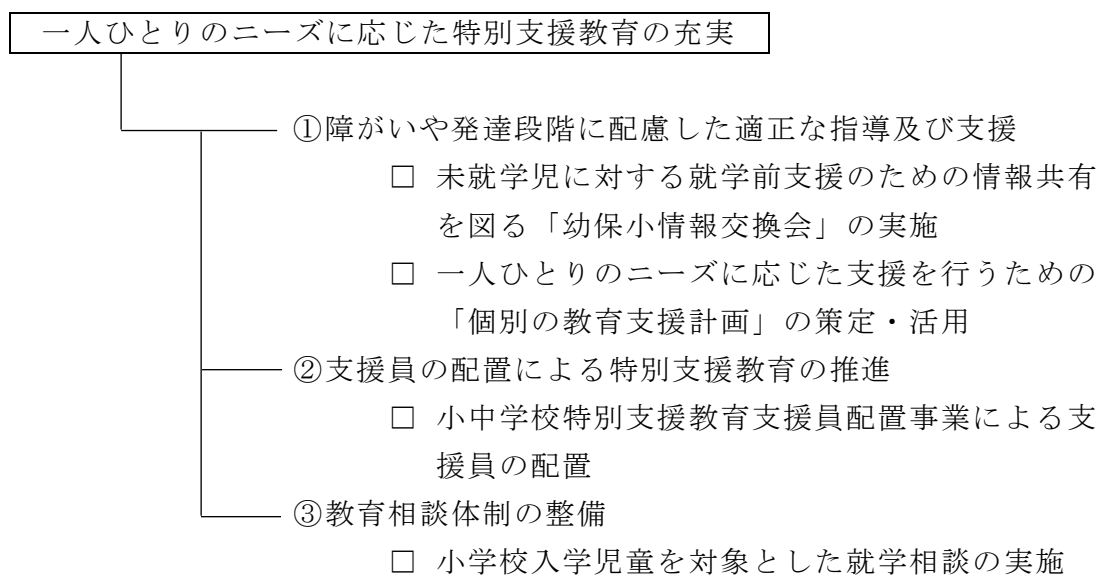 一人ひとりのニーズに応じた特別支援教育の充実
①障がいや発達段階に配慮した適正な指導及び支援
□ 未就学児に対する就学前支援のための情報共有
を図る「幼保小情報交換会」の実施
□ 一人ひとりのニーズに応じた支援を行うための
「個別の教育支援計画」の策定・活用
②支援員の配置による特別支援教育の推進
□ 小中学校特別支援教育支援員配置事業による支
援員の配置
③教育相談体制の整備
□ 小学校入学児童を対象とした就学相談の実施